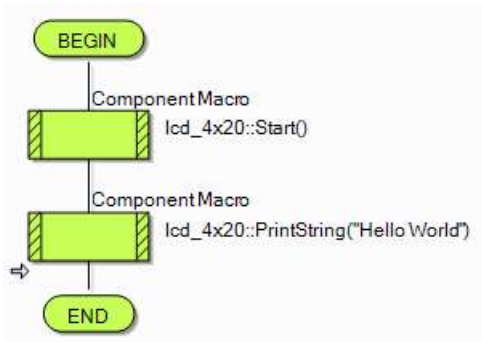 BEGIN
Component Macro
lcd_4x20::Start()
Component Macro
lcd_4x20::PrintString("Hello World")
END